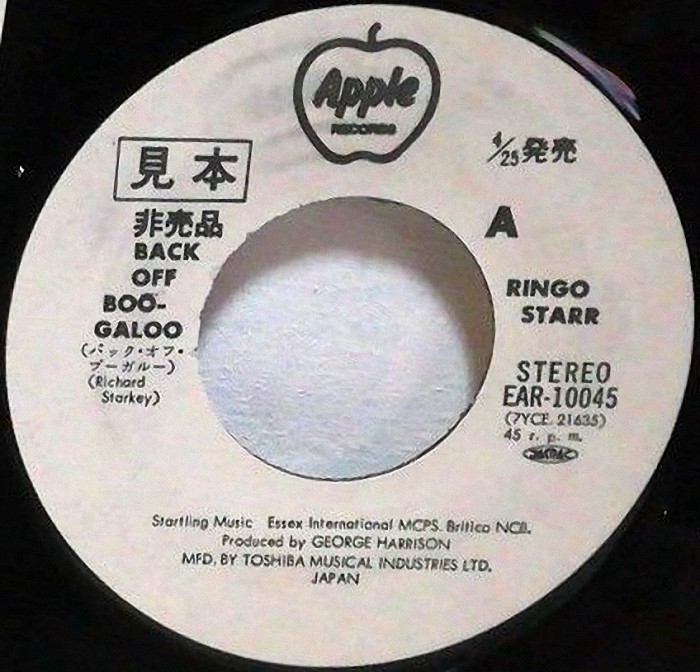 Apple
RECORDS
4/25発売
見本
非売品
A
BACK
OFF
BOO-
GALOO
(バック・オフ・
ブーガルー)
(Richard
Starkey)
RINGO
STARR
STEREO
EAR-10045
(7YCE. 21635)
45 r. p. m.
Startling Music Essex International MCPS. Britico NCB.
Produced by GEORGE HARRISON
MFD. BY TOSHIBA MUSICAL INDUSTRIES LTD.
JAPAN